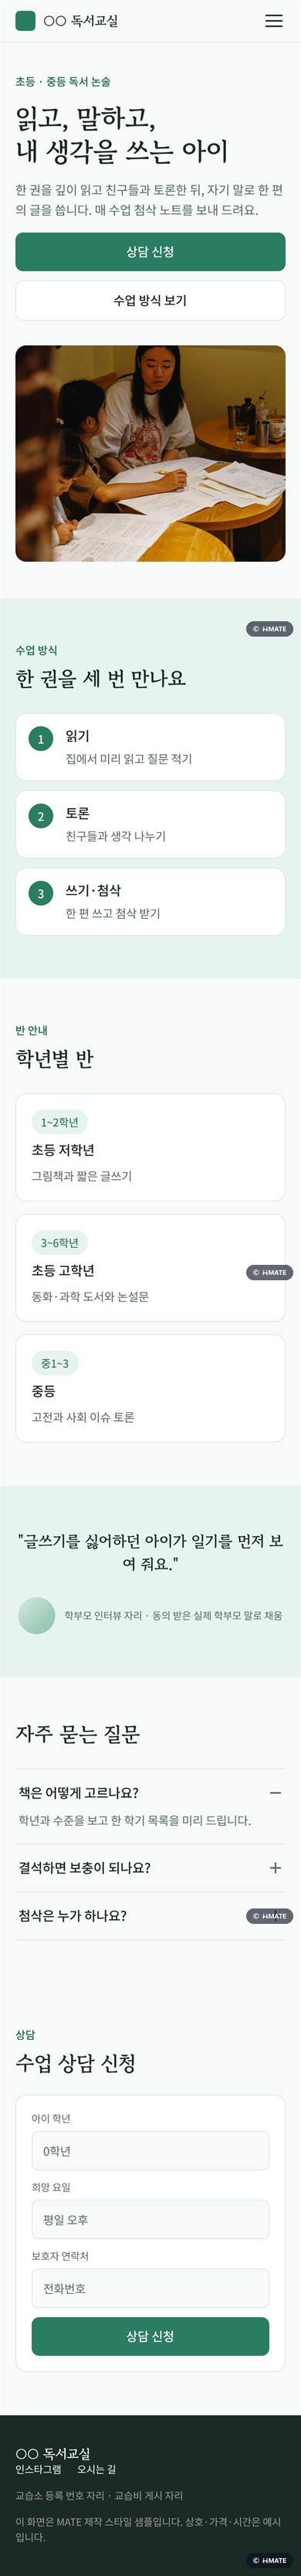 ○○ 독서교실
초등 · 중등 독서 논술
읽고, 말하고,
내 생각을 쓰는 아이
한 권을 깊이 읽고 친구들과 토론한 뒤, 자기 말로 한 편
의 글을 씁니다. 매 수업 첨삭 노트를 보내 드려요.
상담 신청
수업 방식 보기
© MATE
수업 방식
한 권을 세 번 만나요
1 읽기
집에서 미리 읽고 질문 적기
2 토론
친구들과 생각 나누기
3 쓰기·첨삭
한 편 쓰고 첨삭 받기
반 안내
학년별 반
1~2학년
초등 저학년
그림책과 짧은 글쓰기
3~6학년
초등 고학년
© MATE
동화·과학 도서와 논설문
중1~3
중등
고전과 사회 이슈 토론
"글쓰기를 싫어하던 아이가 일기를 먼저 보
여 줘요."
학부모 인터뷰 자리 · 동의 받은 실제 학부모 말로 채움
자주 묻는 질문
책은 어떻게 고르나요?
학년과 수준을 보고 한 학기 목록을 미리 드립니다.
결석하면 보충이 되나요?
첨삭은 누가 하나요?
© MATE
상담
수업 상담 신청
아이 학년
0학년
희망 요일
평일 오후
보호자 연락처
전화번호
상담 신청
○○ 독서교실
인스타그램 오시는 길
교습소 등록 번호 자리 · 교습비 게시 자리
이 화면은 MATE 제작 스타일 샘플입니다. 상호·가격·시간은 예시
입니다.
© MATE